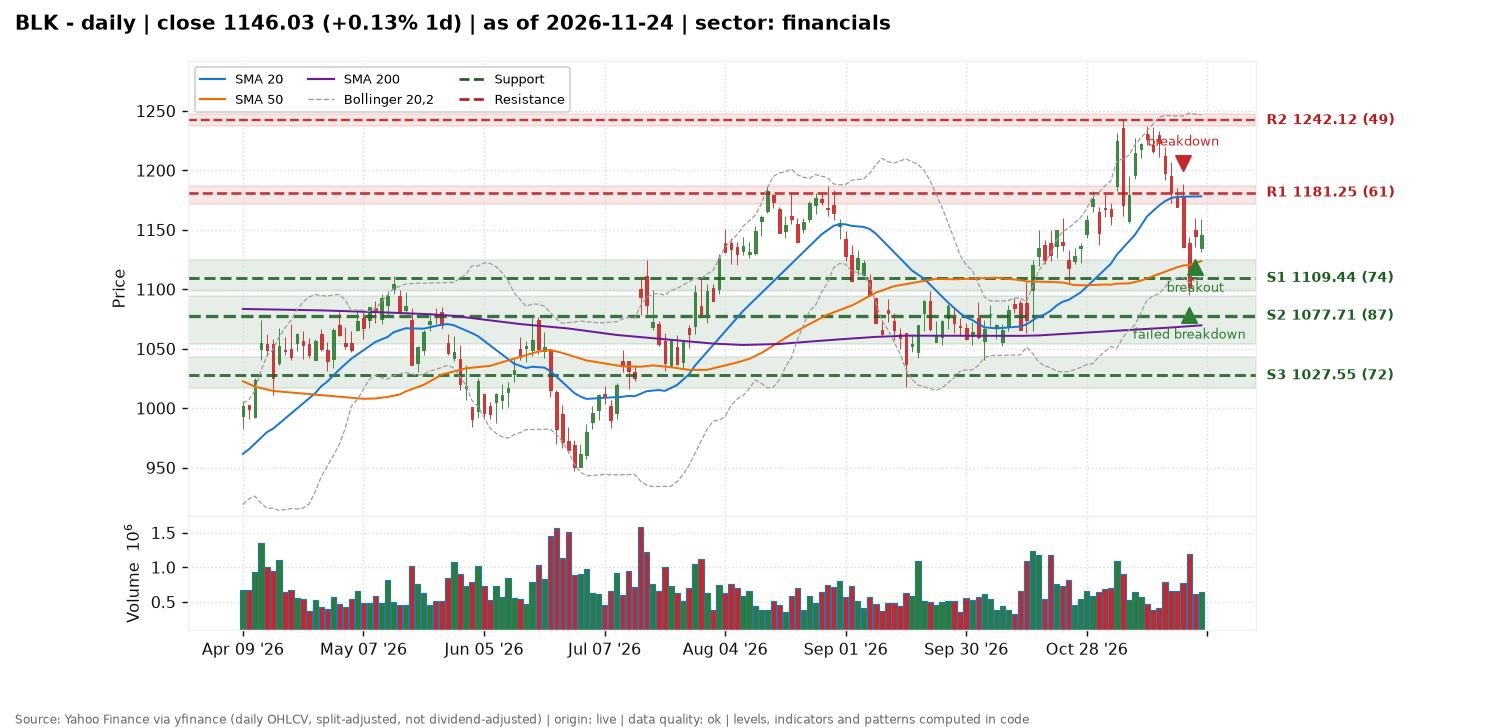 BLK - daily | close 1146.03 (+0.13% 1d) | as of 2026-11-24 | sector: financials
SMA 20
SMA 50
SMA 200
Bollinger 20,2
Support
Resistance
Price
1250
1200
1150
1100
1050
1000
950
R2 1242.12 (49)
R1 1181.25 (61)
S1 1109.44 (74)
S2 1077.71 (87)
S3 1027.55 (72)
breakdown
breakout
failed breakdown
Volume 10⁶
1.5
1.0
0.5
Apr 09 '26
May 07 '26
Jun 05 '26
Jul 07 '26
Aug 04 '26
Sep 01 '26
Sep 30 '26
Oct 28 '26
Source: Yahoo Finance via yfinance (daily OHLCV, split-adjusted, not dividend-adjusted) | origin: live | data quality: ok | levels, indicators and patterns computed in code